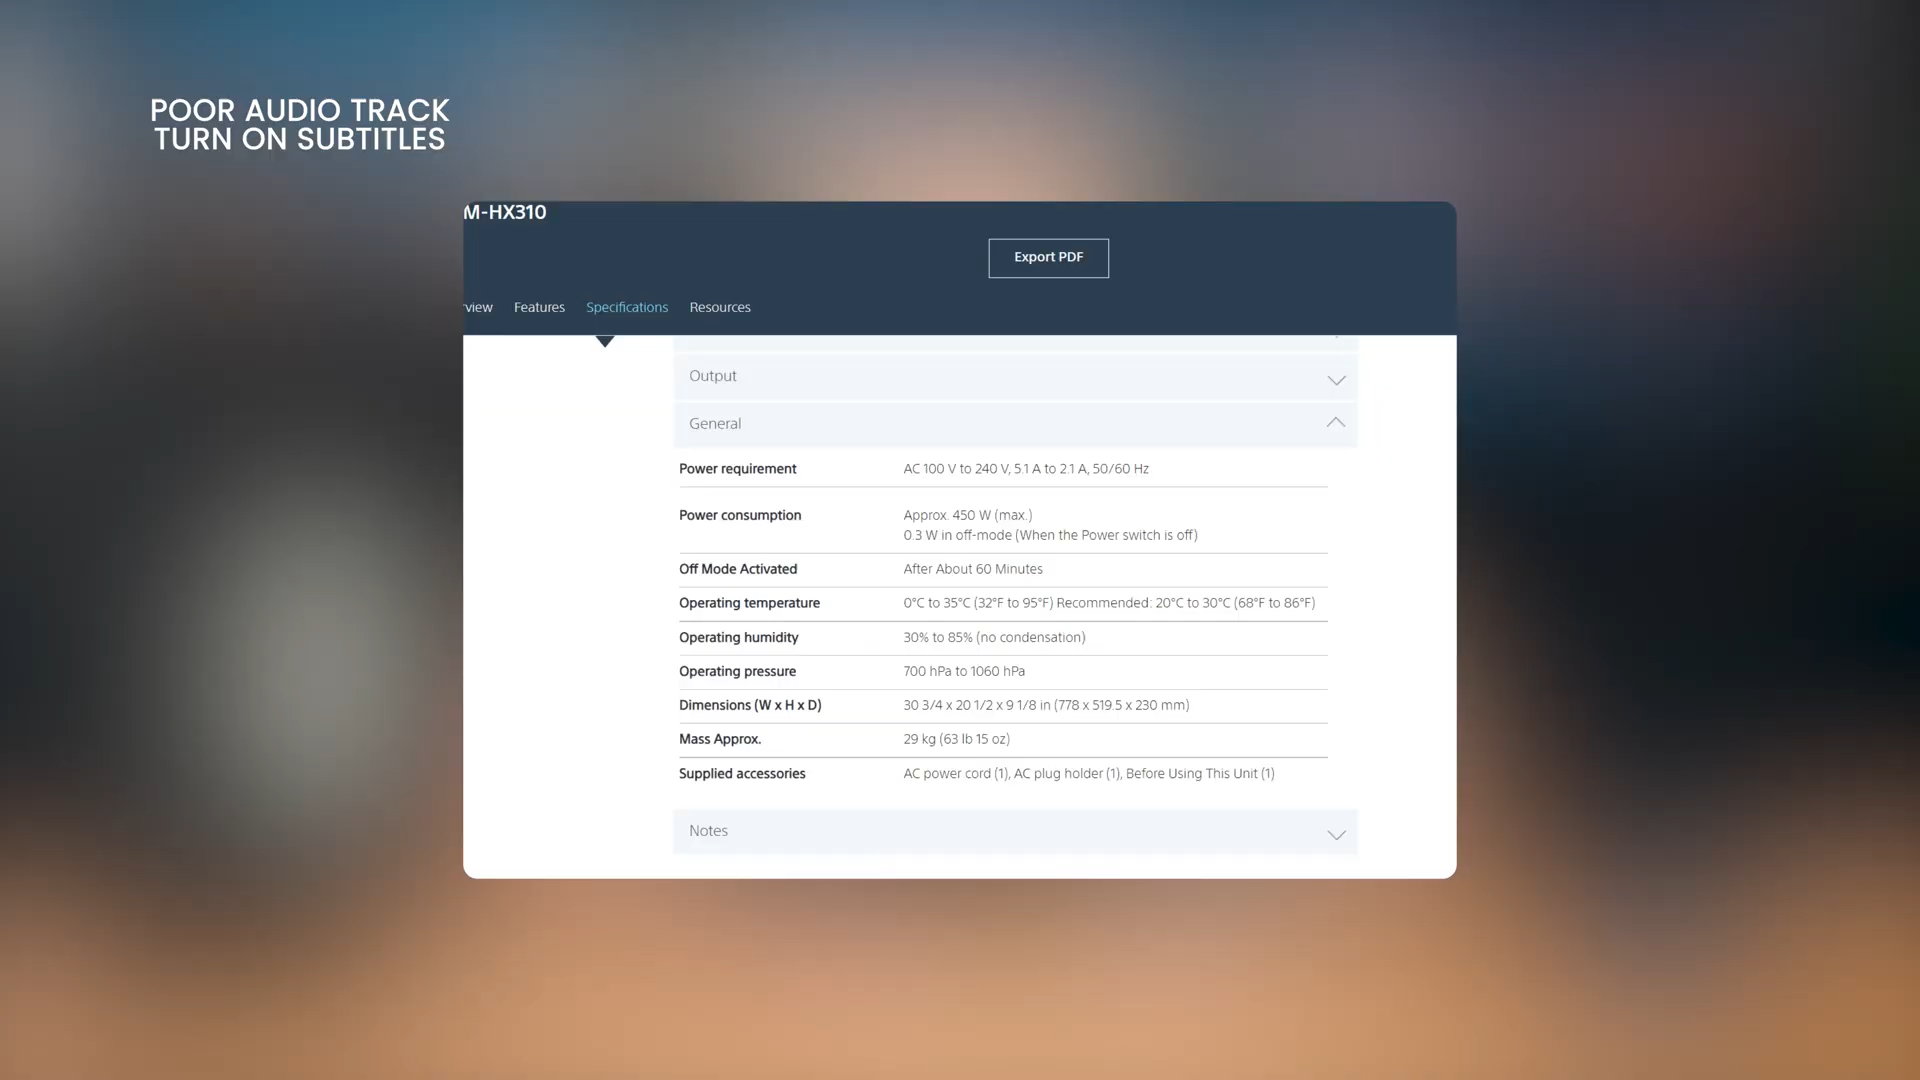 POOR AUDIO TRACK
TURN ON SUBTITLES
M-HX310
Export PDF
rview Features Specifications Resources
Output
General
Power requirement AC 100 V to 240 V, 5.1 A to 2.1 A, 50/60 Hz
Power consumption Approx. 450 W (max.)
0.3 W in off-mode (When the Power switch is off)
Off Mode Activated After About 60 Minutes
Operating temperature 0°C to 35°C (32°F to 95°F) Recommended: 20°C to 30°C (68°F to 86°F)
Operating humidity 30% to 85% (no condensation)
Operating pressure 700 hPa to 1060 hPa
Dimensions (W x H x D) 30 3/4 x 20 1/2 x 9 1/8 in (778 x 519.5 x 230 mm)
Mass Approx. 29 kg (63 lb 15 oz)
Supplied accessories AC power cord (1), AC plug holder (1), Before Using This Unit (1)
Notes